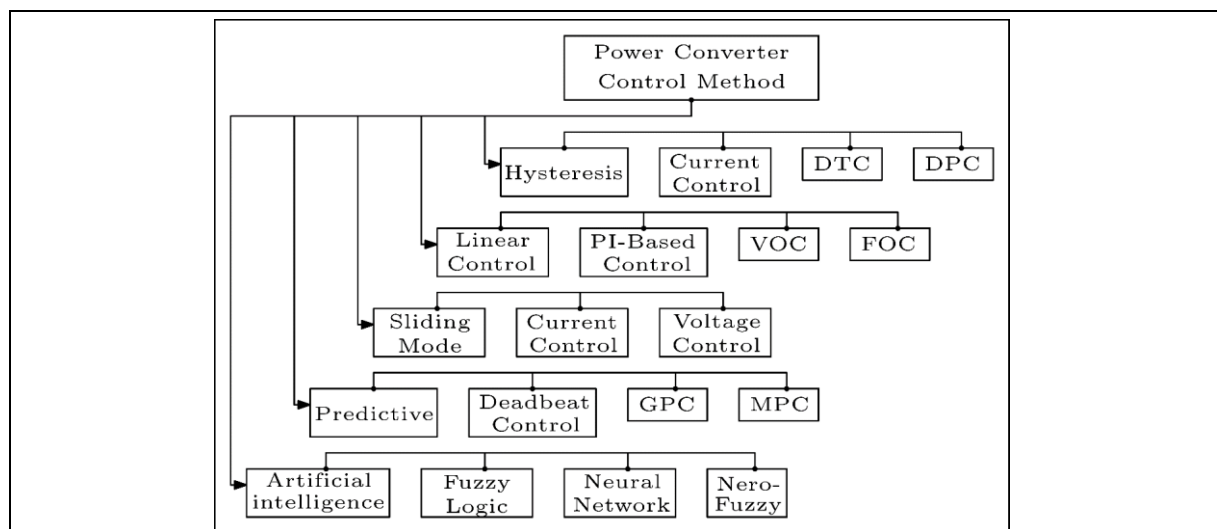 Power Converter
Control Method
Hysteresis
Current
Control
DTC
DPC
Linear
Control
PI-Based
Control
VOC
FOC
Sliding
Mode
Current
Control
Voltage
Control
Predictive
Deadbeat
Control
GPC
MPC
Artificial
intelligence
Fuzzy
Logic
Neural
Network
Nero-
Fuzzy